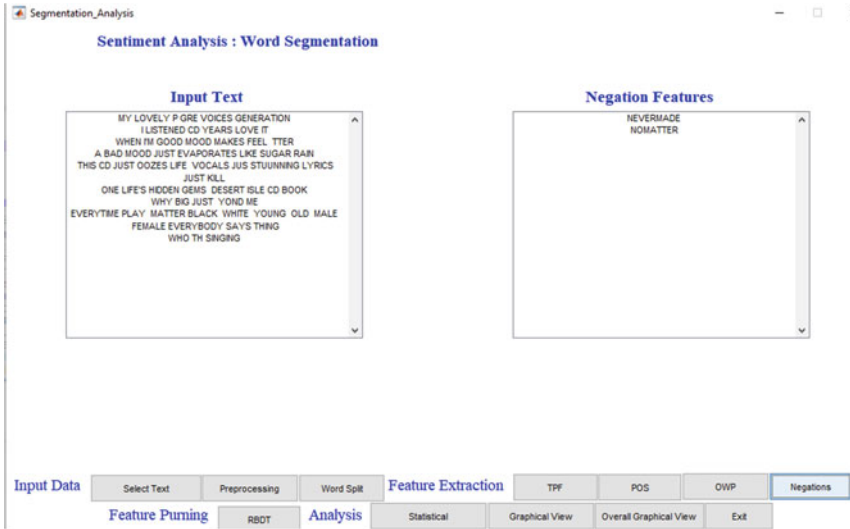 Segmentation_Analysis
Sentiment Analysis : Word Segmentation
Input Text
MY LOVELY P GRE VOICES GENERATION
I LISTENED CD YEARS LOVE IT
WHEN I'M GOOD MOOD MAKES FEEL TTER
A BAD MOOD JUST EVAPORATES LIKE SUGAR RAIN
THIS CD JUST OOZES LIFE VOCALS JUS STUUNNING LYRICS
JUST KILL
ONE LIFE'S HIDDEN GEMS DESERT ISLE CD BOOK
WHY BIG JUST YOND ME
EVERYTIME PLAY MATTER BLACK WHITE YOUNG OLD MALE
FEMALE EVERYBODY SAYS THING
WHO TH SINGING
Negation Features
NEVERMADE
NOMATTER
Input Data
Select Text
Preprocessing
Word Split
Feature Extraction
TPF
POS
OWP
Negations
Feature Purning
RBDT
Analysis
Statistical
Graphical View
Overall Graphical View
Exit